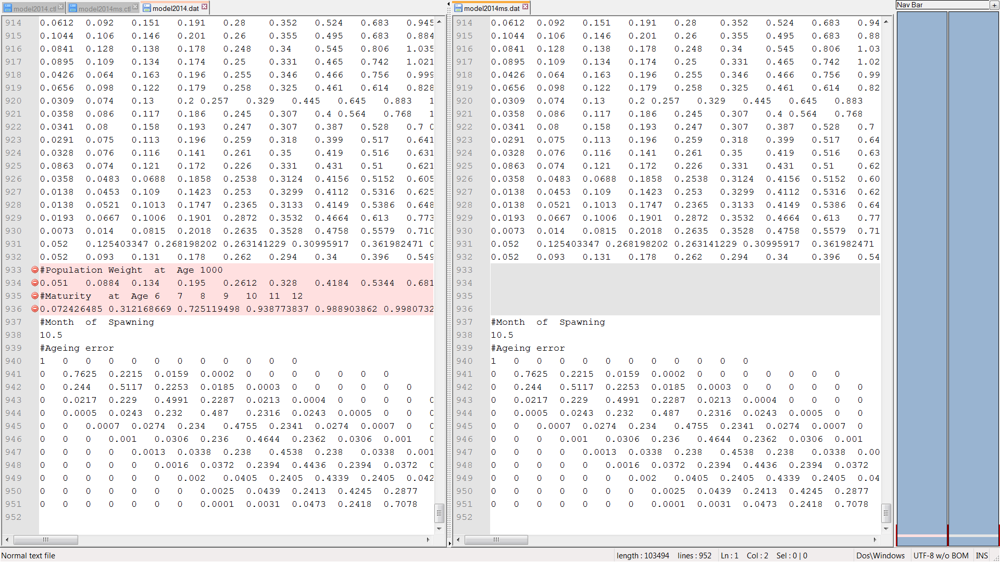 model2014.ctl model2014ms.ctl model2014.dat
914 0.0612 0.092 0.151 0.191 0.28 0.352 0.524 0.683 0.945
915 0.1044 0.106 0.146 0.201 0.26 0.355 0.495 0.683 0.884
916 0.0841 0.128 0.138 0.178 0.248 0.34 0.545 0.806 1.035
917 0.0895 0.109 0.134 0.174 0.25 0.331 0.465 0.742 1.021
918 0.0426 0.064 0.163 0.196 0.255 0.346 0.466 0.756 0.999
919 0.0656 0.098 0.122 0.179 0.258 0.325 0.461 0.614 0.828
920 0.0309 0.074 0.13 0.2 0.257 0.329 0.445 0.645 0.883 1
921 0.0358 0.086 0.117 0.186 0.245 0.307 0.4 0.564 0.768 1
922 0.0341 0.08 0.158 0.193 0.247 0.307 0.387 0.528 0.7 0
923 0.0291 0.075 0.113 0.196 0.259 0.318 0.399 0.517 0.641
924 0.0328 0.076 0.116 0.141 0.261 0.35 0.419 0.516 0.631
925 0.0863 0.074 0.121 0.172 0.226 0.331 0.431 0.51 0.621
926 0.0358 0.0483 0.0688 0.1858 0.2538 0.3124 0.4156 0.5152 0.605
927 0.0138 0.0453 0.109 0.1423 0.253 0.3299 0.4112 0.5316 0.625
928 0.0138 0.0521 0.1013 0.1747 0.2365 0.3133 0.4149 0.5386 0.648
929 0.0193 0.0667 0.1006 0.1901 0.2872 0.3532 0.4664 0.613 0.773
930 0.0073 0.014 0.0815 0.2018 0.2635 0.3528 0.4758 0.5579 0.710
931 0.052 0.125403347 0.268198202 0.263141229 0.30995917 0.361982471 0
932 0.052 0.093 0.131 0.178 0.262 0.294 0.34 0.396 0.549
933 #Population Weight at Age 1000
934 0.051 0.0884 0.134 0.195 0.2612 0.328 0.4184 0.5344 0.681
935 #Maturity at Age 6 7 8 9 10 11 12
936 0.072426485 0.312168669 0.725119498 0.938773837 0.988903862 0.9980732
937 #Month of Spawning
938 10.5
939 #Ageing error
940 1 0 0 0 0 0 0 0 0 0 0 0
941 0 0.7625 0.2215 0.0159 0.0002 0 0 0 0 0 0 0
942 0 0.244 0.5117 0.2253 0.0185 0.0003 0 0 0 0 0 0
943 0 0.0217 0.229 0.4991 0.2287 0.0213 0.0004 0 0 0 0 0
944 0 0.0005 0.0243 0.232 0.487 0.2316 0.0243 0.0005 0 0 0
945 0 0 0.0007 0.0274 0.234 0.4755 0.2341 0.0274 0.0007 0 0
946 0 0 0 0.001 0.0306 0.236 0.4644 0.2362 0.0306 0.001 0
947 0 0 0 0 0.0013 0.0338 0.238 0.4538 0.238 0.0338 0.001
948 0 0 0 0 0 0.0016 0.0372 0.2394 0.4436 0.2394 0.0372 0
949 0 0 0 0 0 0 0.002 0.0405 0.2405 0.4339 0.2405 0.042
950 0 0 0 0 0 0 0 0.0025 0.0439 0.2413 0.4245 0.2877
951 0 0 0 0 0 0 0 0.0001 0.0031 0.0473 0.2418 0.7078
952
model2014ms.dat
914 0.0612 0.092 0.151 0.191 0.28 0.352 0.524 0.683 0.94
915 0.1044 0.106 0.146 0.201 0.26 0.355 0.495 0.683 0.88
916 0.0841 0.128 0.138 0.178 0.248 0.34 0.545 0.806 1.03
917 0.0895 0.109 0.134 0.174 0.25 0.331 0.465 0.742 1.02
918 0.0426 0.064 0.163 0.196 0.255 0.346 0.466 0.756 0.99
919 0.0656 0.098 0.122 0.179 0.258 0.325 0.461 0.614 0.82
920 0.0309 0.074 0.13 0.2 0.257 0.329 0.445 0.645 0.883
921 0.0358 0.086 0.117 0.186 0.245 0.307 0.4 0.564 0.768
922 0.0341 0.08 0.158 0.193 0.247 0.307 0.387 0.528 0.7
923 0.0291 0.075 0.113 0.196 0.259 0.318 0.399 0.517 0.64
924 0.0328 0.076 0.116 0.141 0.261 0.35 0.419 0.516 0.63
925 0.0863 0.074 0.121 0.172 0.226 0.331 0.431 0.51 0.62
926 0.0358 0.0483 0.0688 0.1858 0.2538 0.3124 0.4156 0.5152 0.60
927 0.0138 0.0453 0.109 0.1423 0.253 0.3299 0.4112 0.5316 0.62
928 0.0138 0.0521 0.1013 0.1747 0.2365 0.3133 0.4149 0.5386 0.64
929 0.0193 0.0667 0.1006 0.1901 0.2872 0.3532 0.4664 0.613 0.77
930 0.0073 0.014 0.0815 0.2018 0.2635 0.3528 0.4758 0.5579 0.71
931 0.052 0.125403347 0.268198202 0.263141229 0.30995917 0.361982471
932 0.052 0.093 0.131 0.178 0.262 0.294 0.34 0.396 0.54
933
934
935
936
937 #Month of Spawning
938 10.5
939 #Ageing error
940 1 0 0 0 0 0 0 0 0 0 0 0
941 0 0.7625 0.2215 0.0159 0.0002 0 0 0 0 0 0 0
942 0 0.244 0.5117 0.2253 0.0185 0.0003 0 0 0 0 0 0
943 0 0.0217 0.229 0.4991 0.2287 0.0213 0.0004 0 0 0 0
944 0 0.0005 0.0243 0.232 0.487 0.2316 0.0243 0.0005 0 0
945 0 0 0.0007 0.0274 0.234 0.4755 0.2341 0.0274 0.0007 0
946 0 0 0 0.001 0.0306 0.236 0.4644 0.2362 0.0306 0.001
947 0 0 0 0 0.0013 0.0338 0.238 0.4538 0.238 0.0338 0.00
948 0 0 0 0 0 0.0016 0.0372 0.2394 0.4436 0.2394 0.0372
949 0 0 0 0 0 0 0.002 0.0405 0.2405 0.4339 0.2405 0.04
950 0 0 0 0 0 0 0 0.0025 0.0439 0.2413 0.4245 0.2877
951 0 0 0 0 0 0 0 0.0001 0.0031 0.0473 0.2418 0.7078
952
Nav Bar +
Normal text file length : 103494 lines : 952 Ln : 1 Col : 2 Sel : 0 | 0 Dos\Windows UTF-8 w/o BOM INS